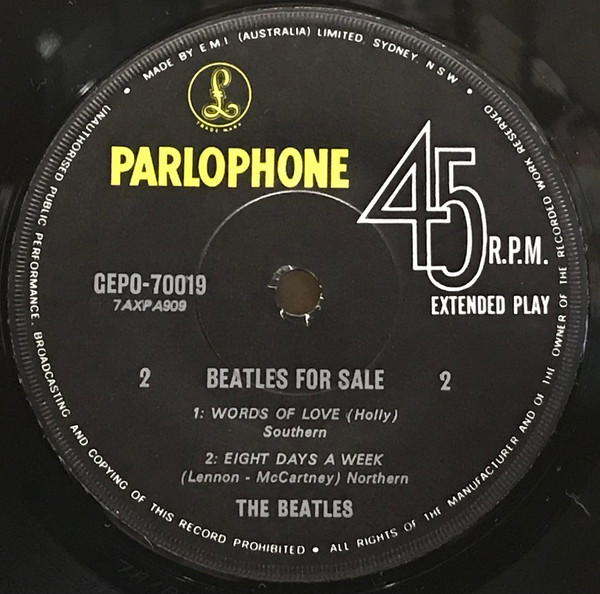 MADE BY E.M.I (AUSTRALIA) LIMITED, SYDNEY, N S W •
UNAUTHORISED PUBLIC PERFORMANCE, BROADCASTING AND COPYING OF THIS RECORD PROHIBITED • ALL RIGHTS OF THE MANUFACTURER AND OF THE OWNER OF THE RECORDED WORK RESERVED •
£
TRADE MARK
PARLOPHONE
45 R.P.M.
EXTENDED PLAY
GEPO-70019
7AXPA909
2 BEATLES FOR SALE 2
1: WORDS OF LOVE (Holly)
Southern
2: EIGHT DAYS A WEEK
(Lennon - McCartney) Northern
THE BEATLES